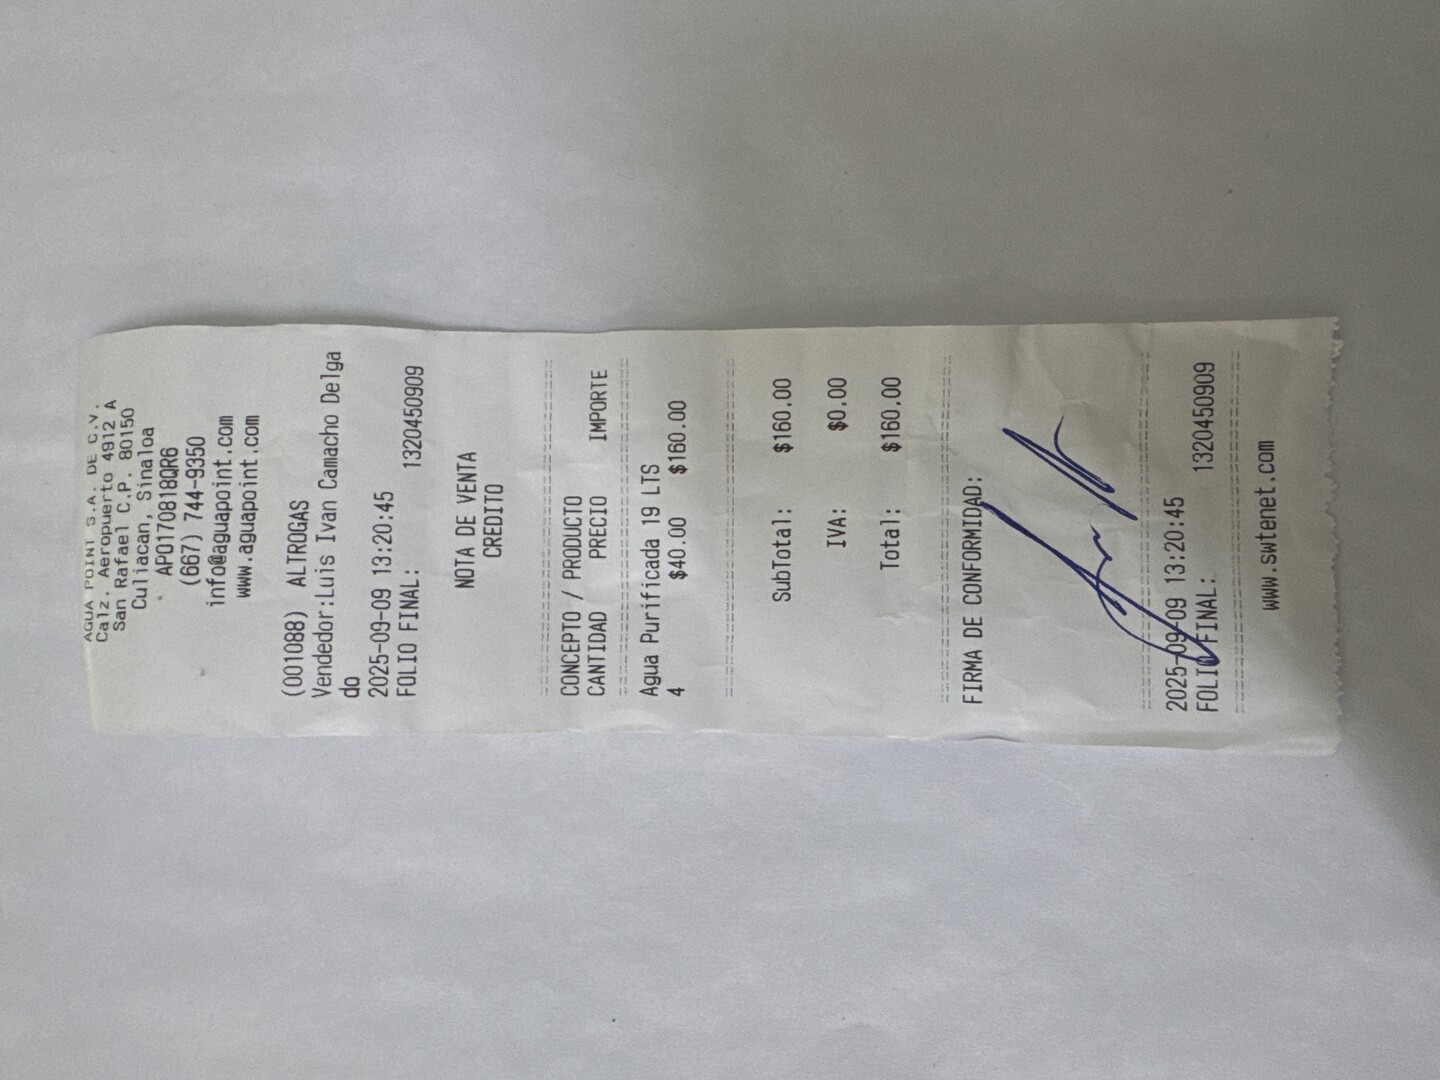 AGUA POINT S.A. DE C.V.
Calz. Aeropuerto 4912 A
San Rafael C.P. 80150
Culiacan, Sinaloa
APO170818QR6
(667) 744-9350
info@aguapoint.com
www.aguapoint.com
(001088) ALTROGAS
Vendedor:Luis Ivan Camacho Delga
do
2025-09-09 13:20:45
FOLIO FINAL: 1320450909
NOTA DE VENTA
CREDITO
CONCEPTO / PRODUCTO
CANTIDAD PRECIO IMPORTE
Agua Purificada 19 LTS
4 $40.00 $160.00
SubTotal: $160.00
IVA: $0.00
Total: $160.00
FIRMA DE CONFORMIDAD:
2025-09-09 13:20:45
FOLIO FINAL: 1320450909
www.swtenet.com